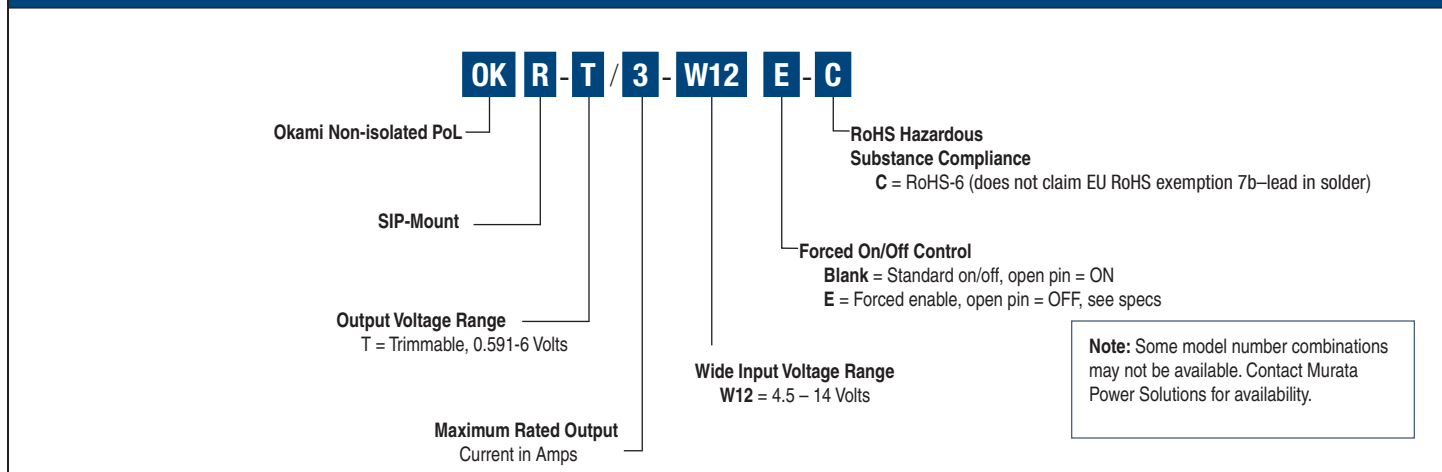 OK R - T / 3 - W12 E - C
Okami Non-isolated PoL
RoHS Hazardous
Substance Compliance
C = RoHS-6 (does not claim EU RoHS exemption 7b–lead in solder)
SIP-Mount
Forced On/Off Control
Blank = Standard on/off, open pin = ON
E = Forced enable, open pin = OFF, see specs
Output Voltage Range
T = Trimmable, 0.591-6 Volts
Note: Some model number combinations
may not be available. Contact Murata
Power Solutions for availability.
Wide Input Voltage Range
W12 = 4.5 – 14 Volts
Maximum Rated Output
Current in Amps